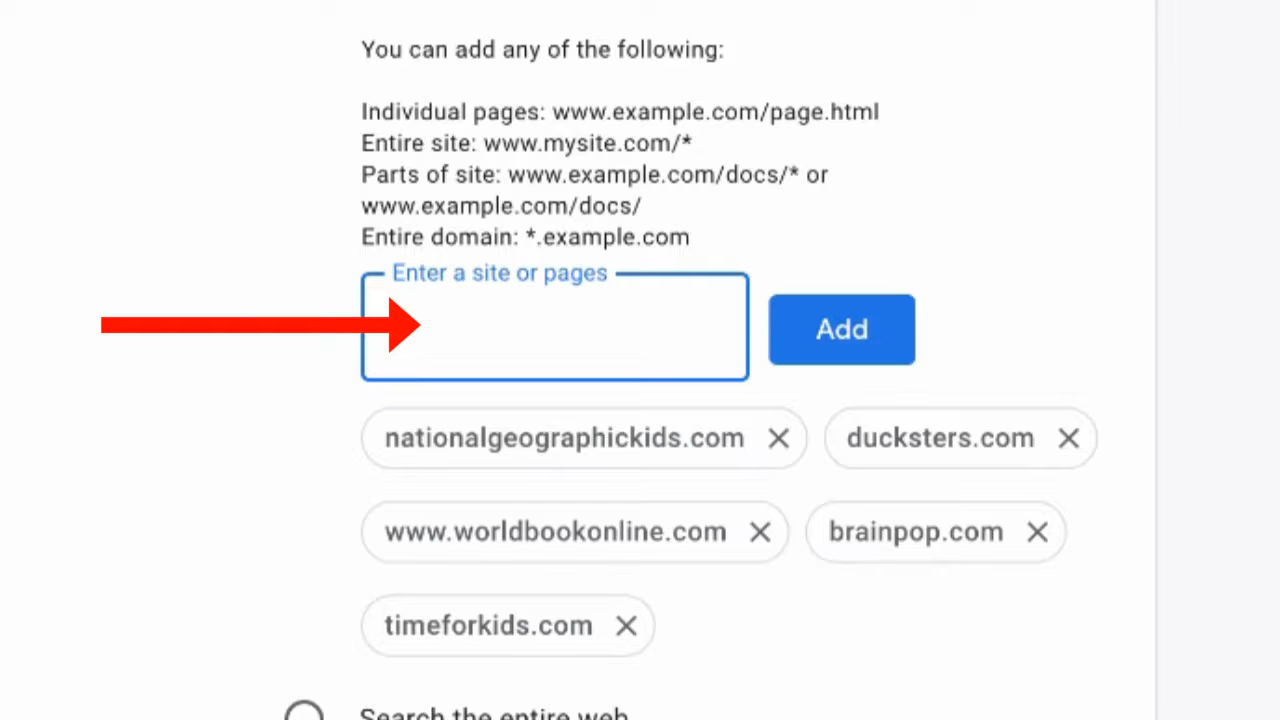 You can add any of the following:
Individual pages: www.example.com/page.html
Entire site: www.mysite.com/*
Parts of site: www.example.com/docs/* or
www.example.com/docs/
Entire domain: *.example.com
Enter a site or pages
Add
nationalgeographickids.com ducksters.com
www.worldbookonline.com brainpop.com
timeforkids.com
Search the entire web